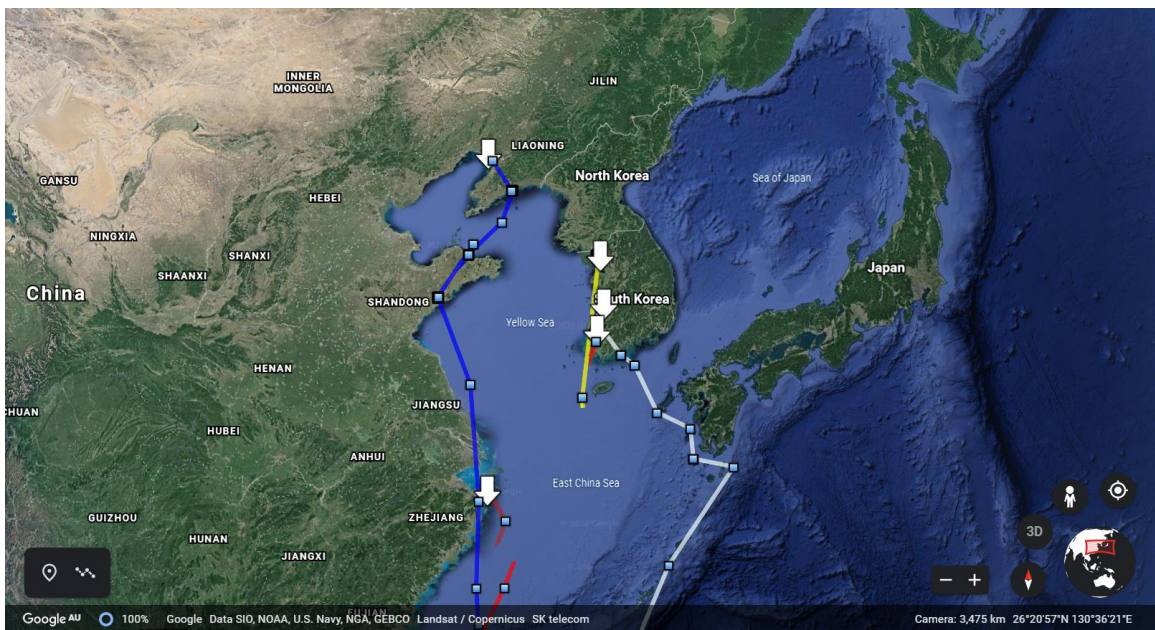 JILIN
INNER
MONGOLIA
LIAONING
North Korea
Sea of Japan
GANSU
HEBEI
NINGXIA
SHANXI
SHAANXI
Japan
China
SHANDONG
South Korea
Yellow Sea
HENAN
JIANGSU
CHUAN
HUBEI
ANHUI
East China Sea
GUIZHOU
ZHEJIANG
HUNAN
JIANGXI
3D
FUJIAN
Google AU 100% Google Data SIO, NOAA, U.S. Navy, NGA, GEBCO Landsat / Copernicus SK telecom Camera: 3,475 km 26°20'57"N 130°36'21"E